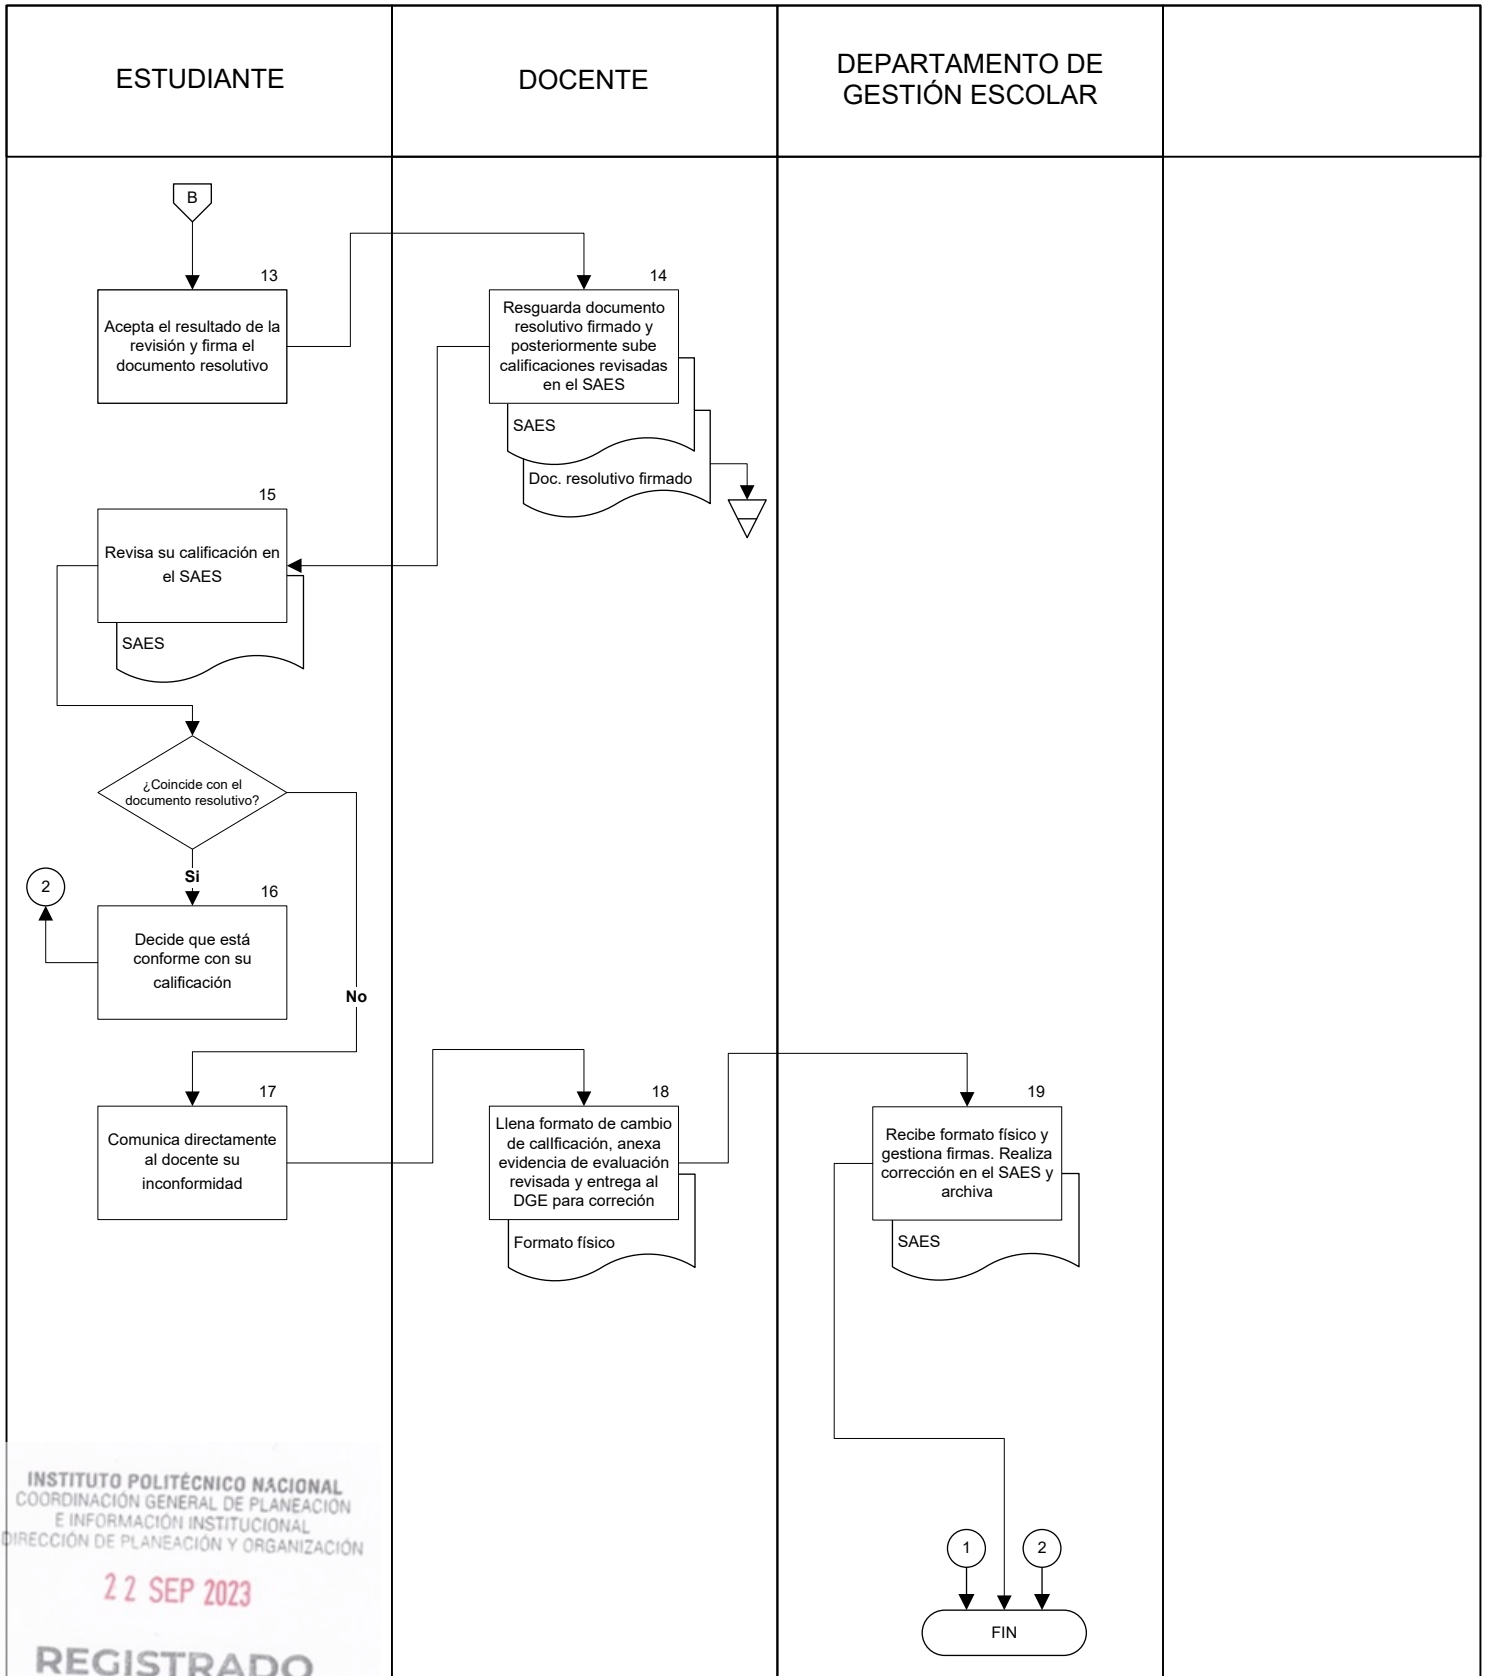 ESTUDIANTE
DOCENTE
DEPARTAMENTO DE
GESTIÓN ESCOLAR
B
13
Acepta el resultado de la
revisión y firma el
documento resolutivo
14
Resguarda documento
resolutivo firmado y
posteriormente sube
calificaciones revisadas
en el SAES
SAES
Doc. resolutivo firmado
15
Revisa su calificación en
el SAES
SAES
¿Coincide con el
documento resolutivo?
Si
2
16
Decide que está
conforme con su
calificación
No
17
Comunica directamente
al docente su
inconformidad
18
Llena formato de cambio
de callficación, anexa
evidencia de evaluación
revisada y entrega al
DGE para correción
Formato físico
19
Recibe formato físico y
gestiona firmas. Realiza
corrección en el SAES y
archiva
SAES
1
2
FIN
INSTITUTO POLITÉCNICO NACIONAL
COORDINACIÓN GENERAL DE PLANEACIÓN
E INFORMACIÓN INSTITUCIONAL
DIRECCIÓN DE PLANEACIÓN Y ORGANIZACIÓN
22 SEP 2023
REGISTRADO